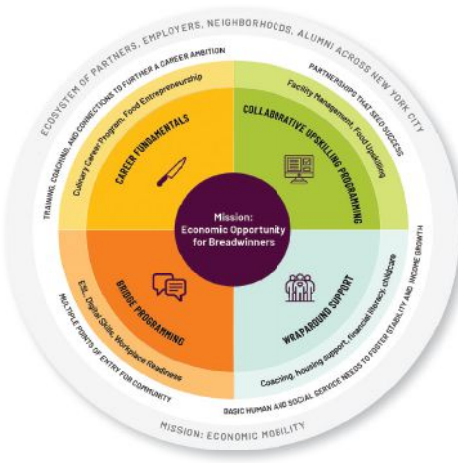 ECOSYSTEM OF PARTNERS, EMPLOYERS, NEIGHBORHOODS, ALUMNI ACROSS NEW YORK CITY
TRAINING, COACHING, AND CONNECTIONS TO FURTHER A CAREER AMBITION
Culinary Career Program, Food Entrepreneurship
CAREER FUNDAMENTALS
PARTNERSHIPS THAT SEED SUCCESS
Facility Management, Food Upskilling
COLLABORATIVE UPSKILLING PROGRAMMING
Mission:
Economic Opportunity
for Breadwinners
BRIDGE PROGRAMMING
ESL, Digital Skills, Workplace Readiness
MULTIPLE POINTS OF ENTRY FOR COMMUNITY
WRAPAROUND SUPPORT
Coaching, housing support, financial literacy, childcare
BASIC HUMAN AND SOCIAL SERVICE NEEDS TO FOSTER STABILITY AND INCOME GROWTH
MISSION: ECONOMIC MOBILITY